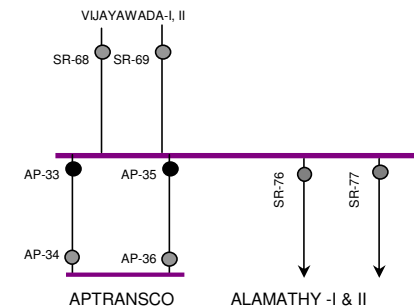 VIJAYAWADA-I, II
SR-68 SR-69
AP-33 AP-35
SR-76 SR-77
AP-34 AP-36
APTRANSCO ALAMATHY -I & II